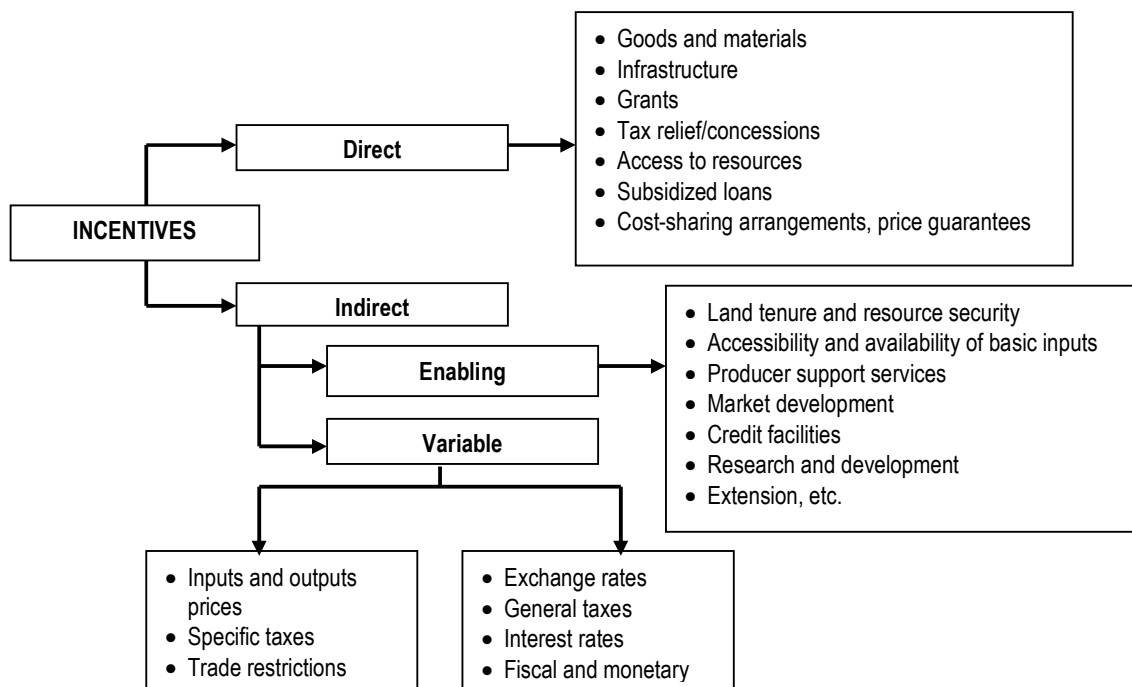 INCENTIVES
Direct
• Goods and materials
• Infrastructure
• Grants
• Tax relief/concessions
• Access to resources
• Subsidized loans
• Cost-sharing arrangements, price guarantees
Indirect
Enabling
• Land tenure and resource security
• Accessibility and availability of basic inputs
• Producer support services
• Market development
• Credit facilities
• Research and development
• Extension, etc.
Variable
• Inputs and outputs
prices
• Specific taxes
• Trade restrictions
• Exchange rates
• General taxes
• Interest rates
• Fiscal and monetary